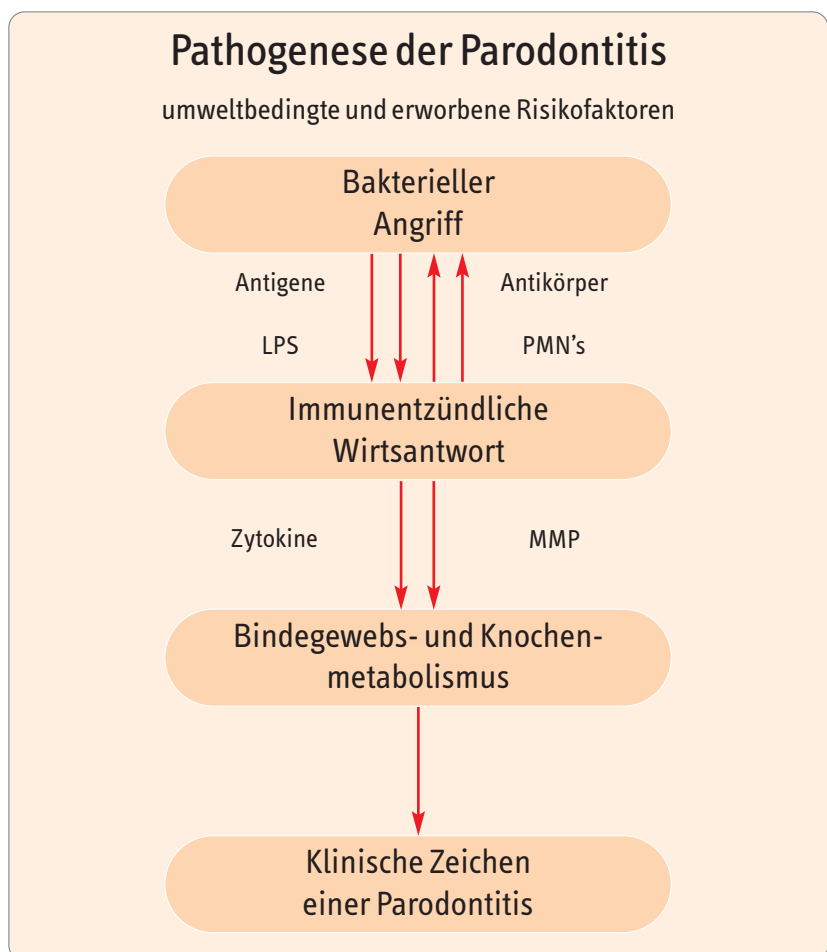 Pathogenese der Parodontitis
umweltbedingte und erworbene Risikofaktoren
Bakterieller
Angriff
Antigene
Antikörper
LPS
PMN’s
Immunentzündliche
Wirtsantwort
Zytokine
MMP
Bindegewebs- und Knochen-
metabolismus
Klinische Zeichen
einer Parodontitis